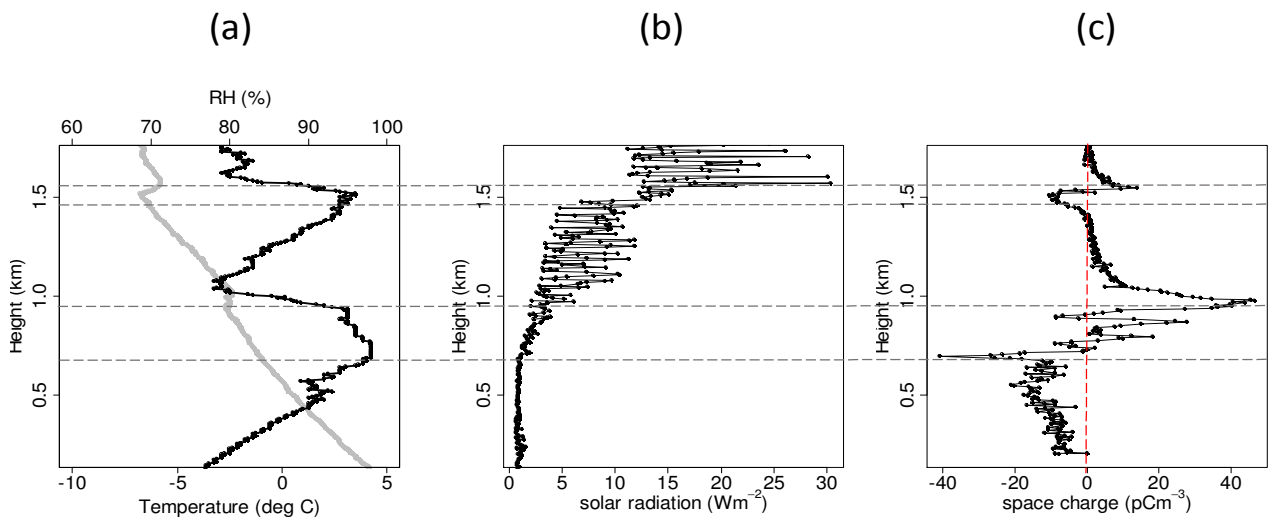 (a)
(b)
(c)
RH (%)
60 70 80 90 100
Height (km)
0.5 1.0 1.5
-10 -5 0 5
Temperature (deg C)
Height (km)
0.5 1.0 1.5
0 5 10 15 20 25 30
solar radiation (Wm−2)
Height (km)
0.5 1.0 1.5
-40 -20 0 20 40
space charge (pCm−3)